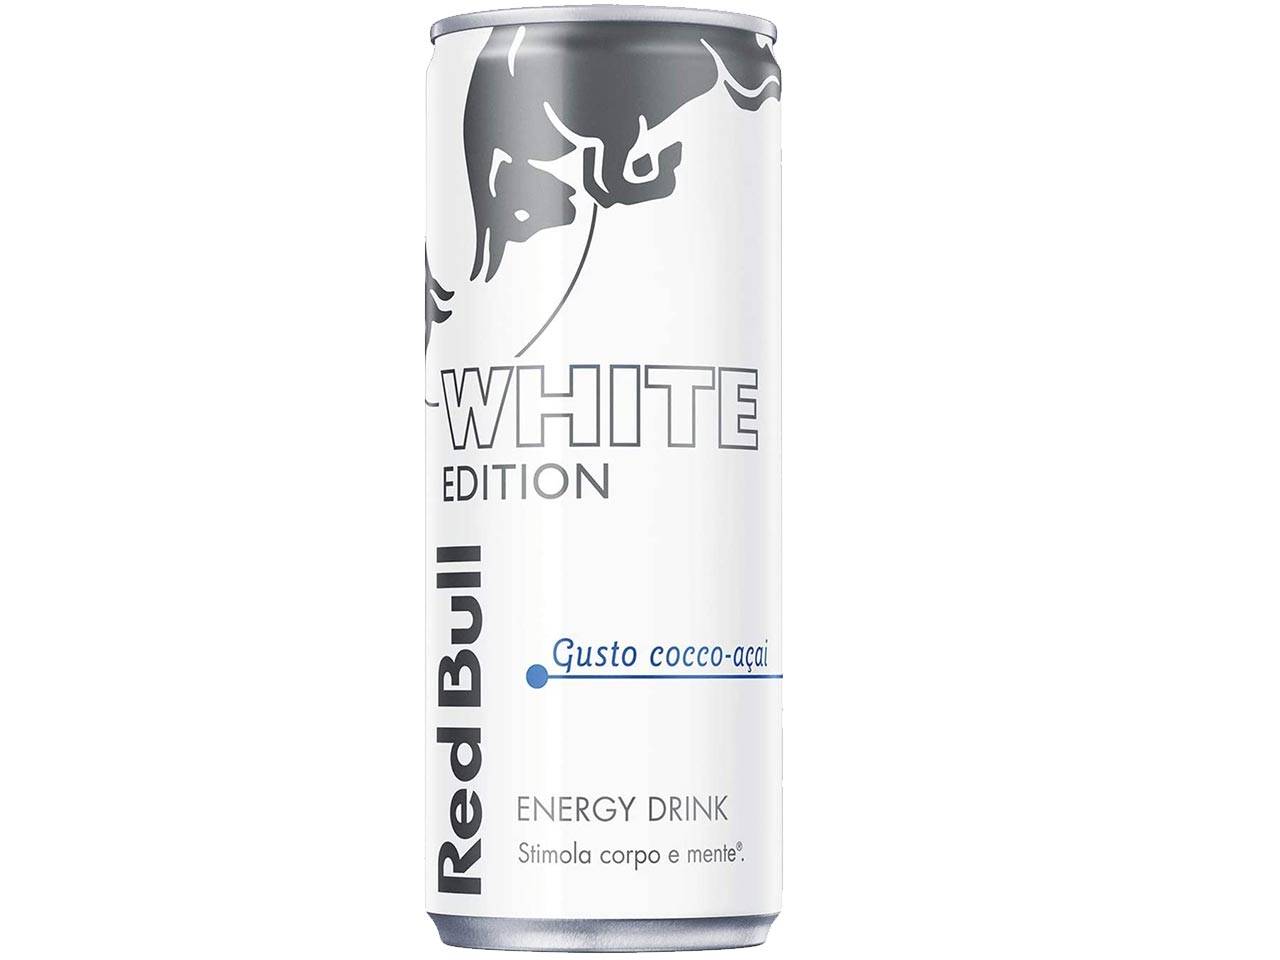 WHITE
EDITION
Red Bull
Gusto cocco-açai
ENERGY DRINK
Stimola corpo e mente®.